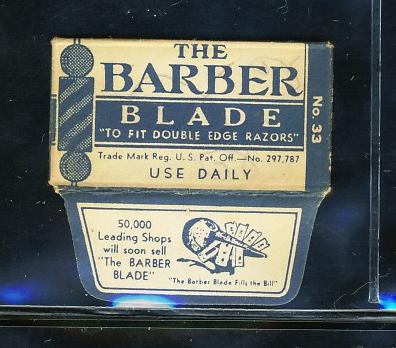 THE
BARBER
BLADE
"TO FIT DOUBLE EDGE RAZORS"
Trade Mark Reg. U. S. Pat. Off.—No. 297,787
USE DAILY
No. 33
50,000
Leading Shops
will soon sell
"The BARBER
BLADE"
"The Barber Blade Fills the Bill"